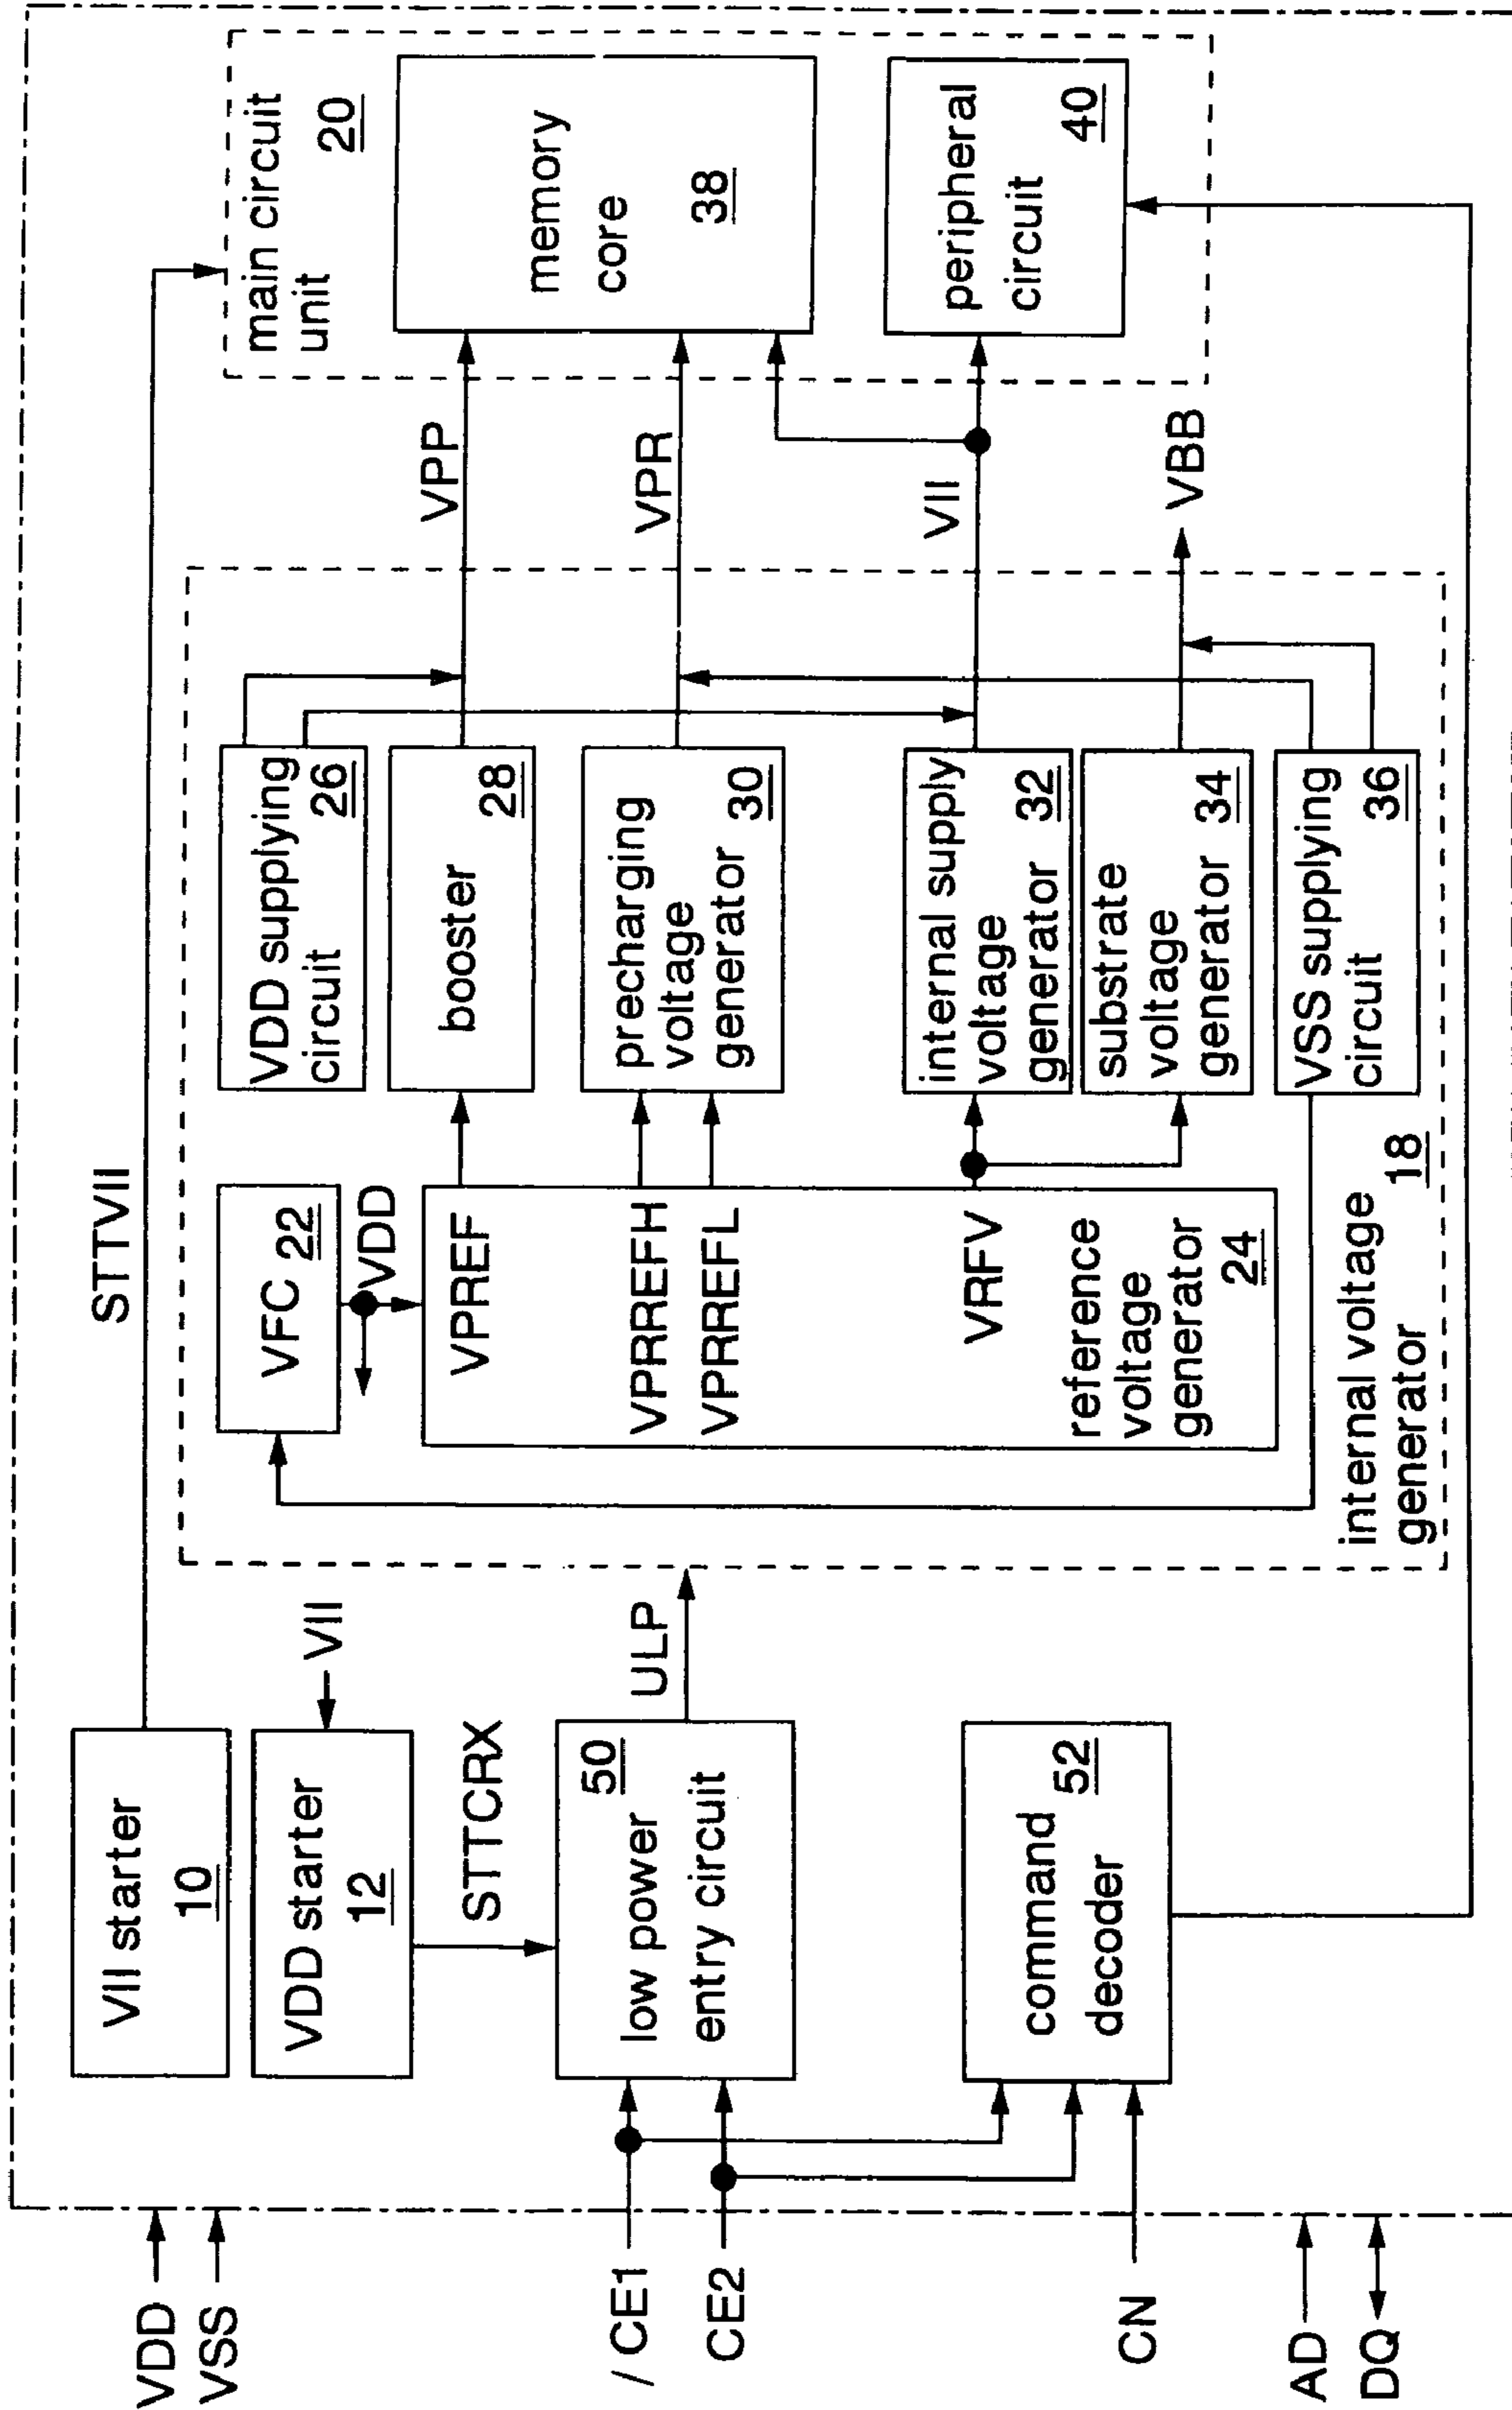 VDD
VSS
/ CE1
CE2
CN
AD
DQ
VII starter
10
VDD starter
12
VII
STTCRX
low power
entry circuit
50
ULP
command
decoder
52
STTVII
VFC 22
VDD
VPREF
VPRREFH
VPRREFL
VRFV
reference
voltage
generator
24
internal voltage
generator
18
VDD supplying
circuit
26
booster
28
precharging
voltage
generator
30
internal supply
voltage
generator
32
substrate
voltage
generator
34
VSS supplying
circuit
36
VPP
VPR
VII
VBB
main circuit
unit
20
memory
core
38
peripheral
circuit
40